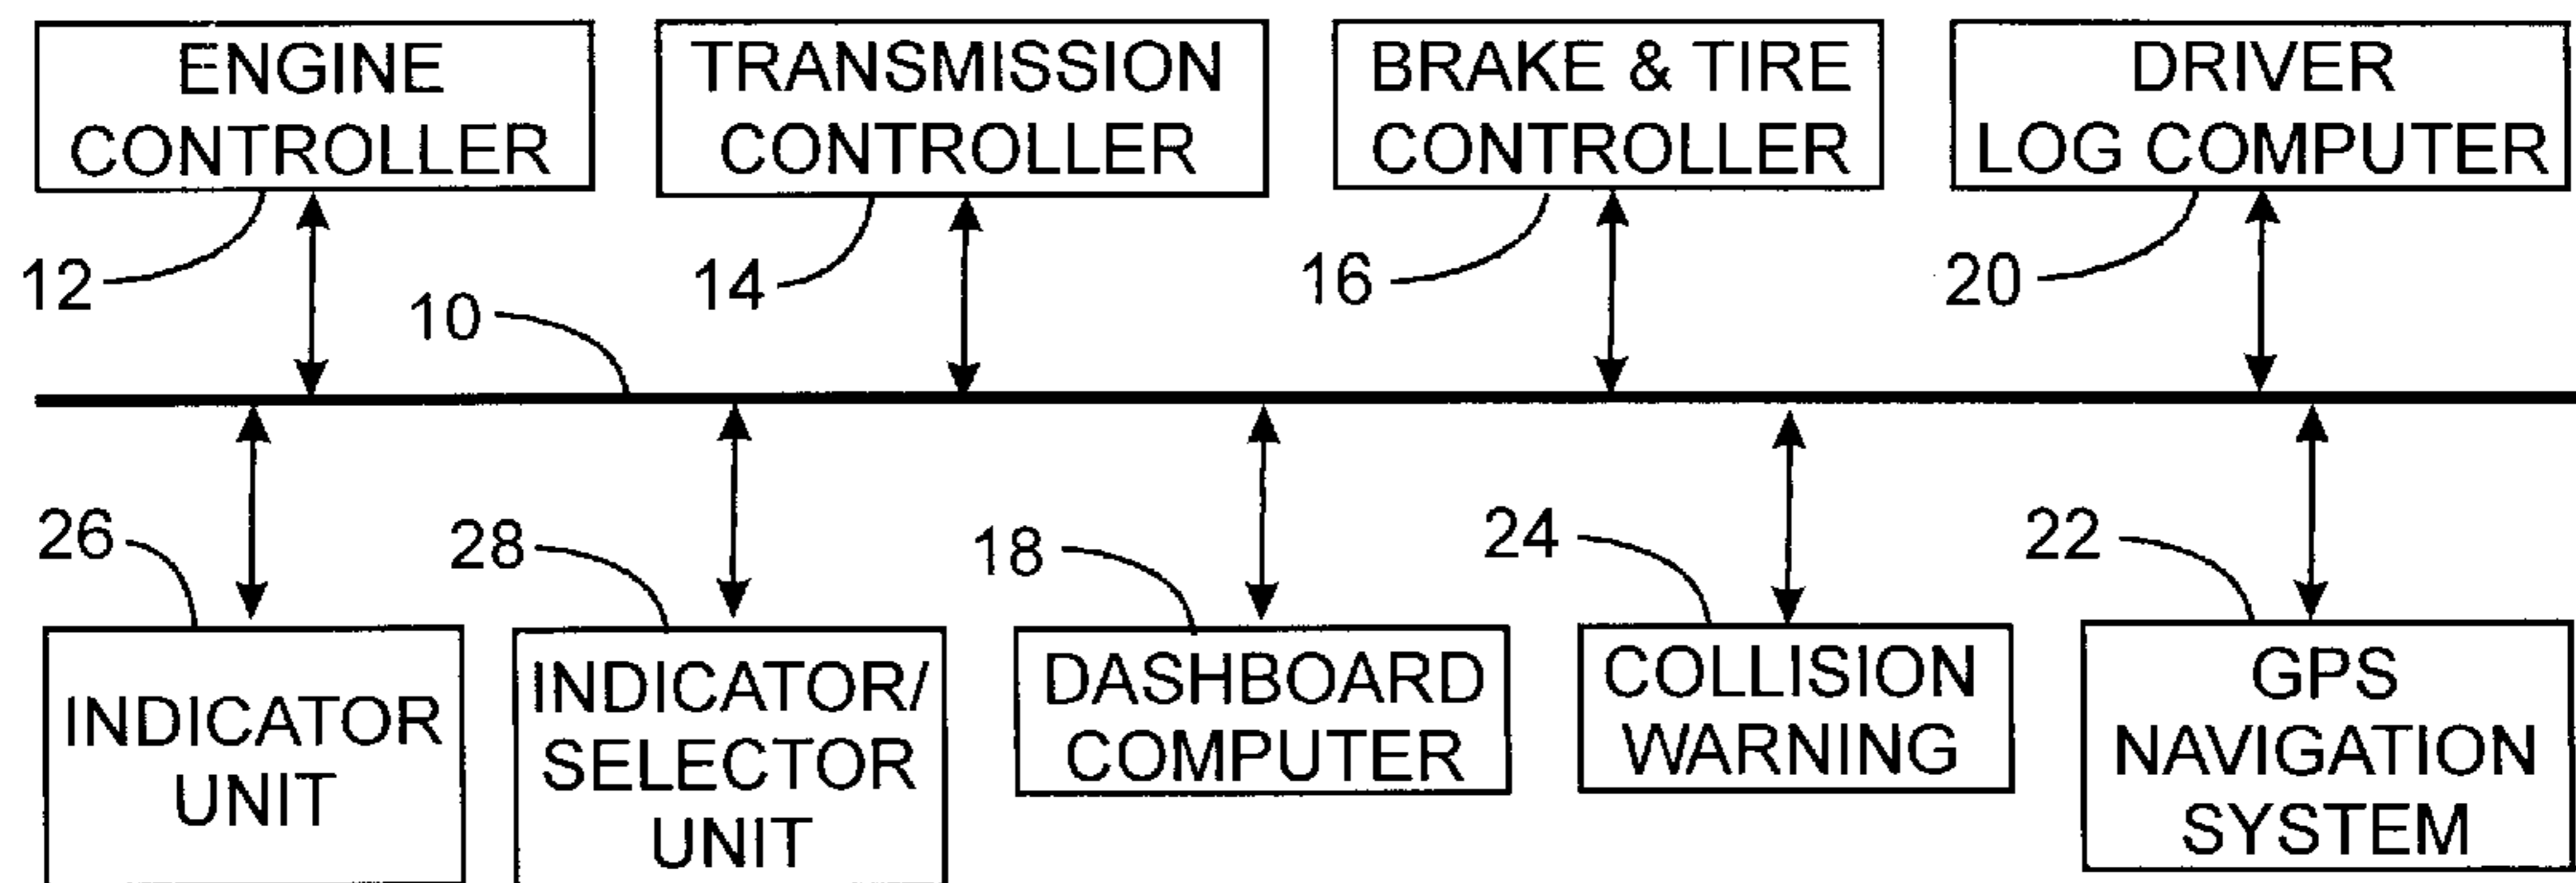 ENGINE
CONTROLLER
TRANSMISSION
CONTROLLER
BRAKE & TIRE
CONTROLLER
DRIVER
LOG COMPUTER
12
14
16
20
10
26
28
18
24
22
INDICATOR
UNIT
INDICATOR/
SELECTOR
UNIT
DASHBOARD
COMPUTER
COLLISION
WARNING
GPS
NAVIGATION
SYSTEM